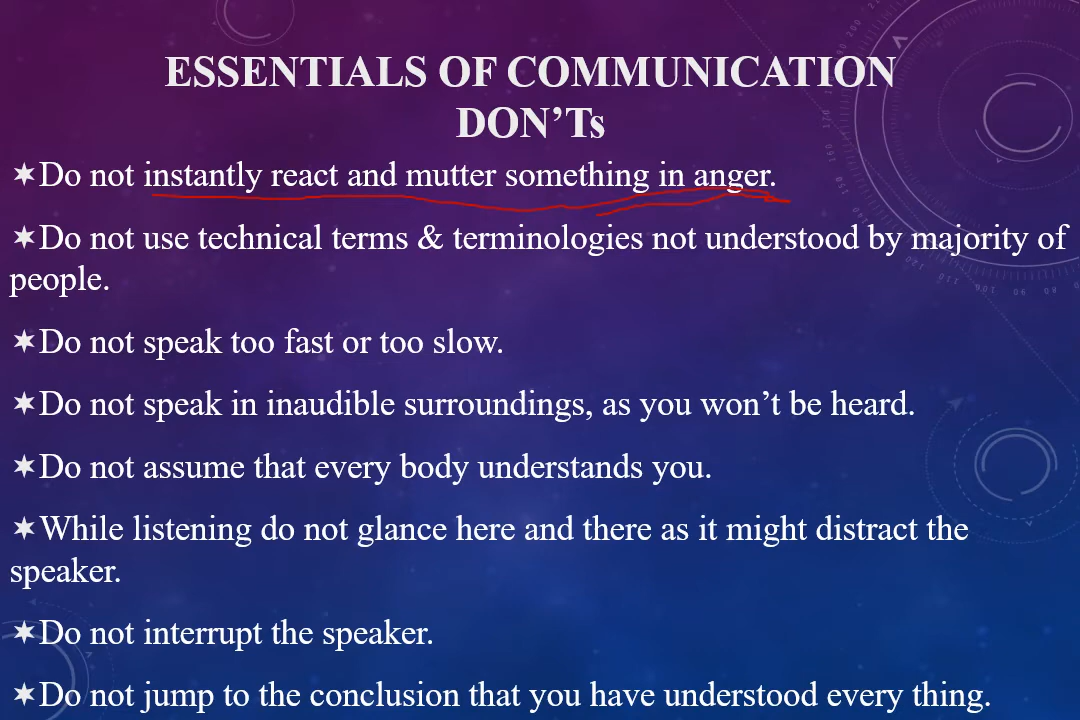 ESSENTIALS OF COMMUNICATION
DON’Ts
✶Do not instantly react and mutter something in anger.
✶Do not use technical terms & terminologies not understood by majority of
people.
✶Do not speak too fast or too slow.
✶Do not speak in inaudible surroundings, as you won’t be heard.
✶Do not assume that every body understands you.
✶While listening do not glance here and there as it might distract the
speaker.
✶Do not interrupt the speaker.
✶Do not jump to the conclusion that you have understood every thing.